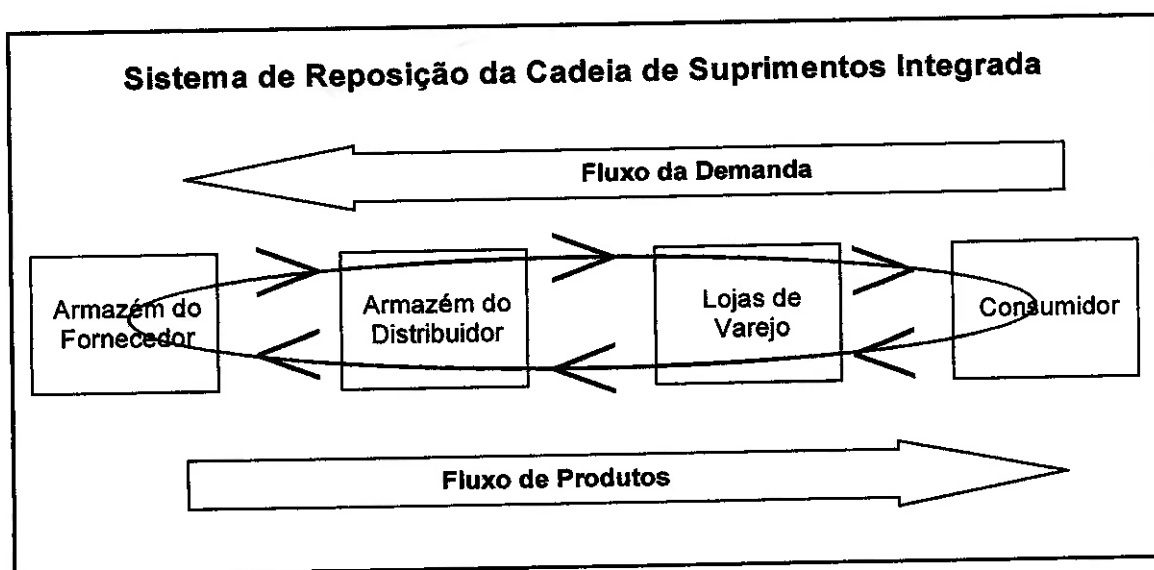 Sistema de Reposição da Cadeia de Suprimentos Integrada
Fluxo da Demanda
Armazém do
Fornecedor
Armazém do
Distribuidor
Lojas de
Varejo
Consumidor
Fluxo de Produtos